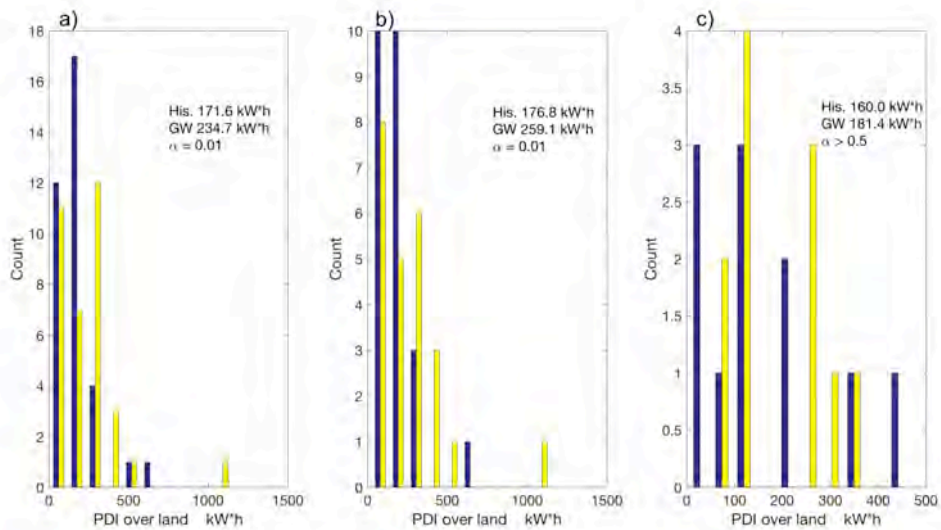 a)
18
16
14
12
10
8
6
4
2
0
Count
His. 171.6 kW*h
GW 234.7 kW*h
α = 0.01
0 500 1000 1500
PDI over land kW*h
b)
10
9
8
7
6
5
4
3
2
1
0
Count
His. 176.8 kW*h
GW 259.1 kW*h
α = 0.01
0 500 1000 1500
PDI over land kW*h
c)
4
3.5
3
2.5
2
1.5
1
0.5
0
Count
His. 160.0 kW*h
GW 181.4 kW*h
α > 0.5
0 100 200 300 400 500
PDI over land kW*h